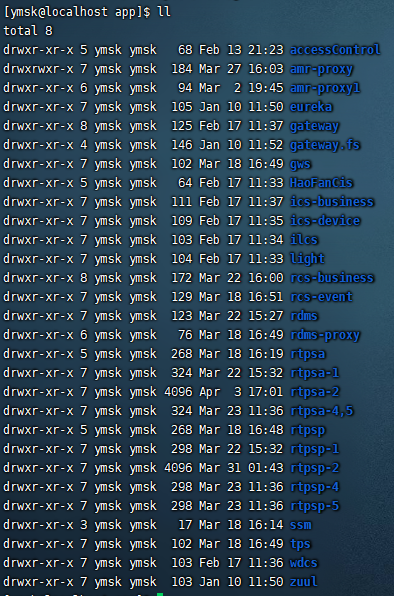 [ymsk@localhost app]$ ll
total 8
drwxr-xr-x 5 ymsk ymsk   68 Feb 13 21:23 accessControl
drwxrwxr-x 7 ymsk ymsk  184 Mar 27 16:03 amr-proxy
drwxr-xr-x 6 ymsk ymsk   94 Mar  2 19:45 amr-proxy1
drwxr-xr-x 7 ymsk ymsk  105 Jan 10 11:50 eureka
drwxr-xr-x 8 ymsk ymsk  125 Feb 17 11:37 gateway
drwxr-xr-x 4 ymsk ymsk  146 Jan 10 11:52 gateway.fs
drwxr-xr-x 7 ymsk ymsk  102 Mar 18 16:49 gws
drwxr-xr-x 5 ymsk ymsk   64 Feb 17 11:33 HaoFanCis
drwxr-xr-x 7 ymsk ymsk  111 Feb 17 11:37 ics-business
drwxr-xr-x 7 ymsk ymsk  109 Feb 17 11:35 ics-device
drwxr-xr-x 7 ymsk ymsk  103 Feb 17 11:34 ilcs
drwxr-xr-x 7 ymsk ymsk  104 Feb 17 11:33 light
drwxr-xr-x 8 ymsk ymsk  172 Mar 22 16:00 rcs-business
drwxr-xr-x 7 ymsk ymsk  129 Mar 18 16:51 rcs-event
drwxr-xr-x 7 ymsk ymsk  123 Mar 22 15:27 rdms
drwxr-xr-x 6 ymsk ymsk   76 Mar 18 16:49 rdms-proxy
drwxr-xr-x 5 ymsk ymsk  268 Mar 18 16:19 rtpsa
drwxr-xr-x 7 ymsk ymsk  324 Mar 22 15:32 rtpsa-1
drwxr-xr-x 7 ymsk ymsk 4096 Apr  3 17:01 rtpsa-2
drwxr-xr-x 7 ymsk ymsk  324 Mar 23 11:36 rtpsa-4,5
drwxr-xr-x 5 ymsk ymsk  268 Mar 18 16:48 rtpsp
drwxr-xr-x 7 ymsk ymsk  298 Mar 22 15:32 rtpsp-1
drwxr-xr-x 7 ymsk ymsk 4096 Mar 31 01:43 rtpsp-2
drwxr-xr-x 7 ymsk ymsk  298 Mar 23 11:36 rtpsp-4
drwxr-xr-x 7 ymsk ymsk  298 Mar 23 11:36 rtpsp-5
drwxr-xr-x 3 ymsk ymsk   17 Mar 18 16:14 ssm
drwxr-xr-x 7 ymsk ymsk  102 Mar 18 16:49 tps
drwxr-xr-x 7 ymsk ymsk  103 Feb 17 11:36 wdcs
drwxr-xr-x 7 ymsk ymsk  103 Jan 10 11:50 zuul